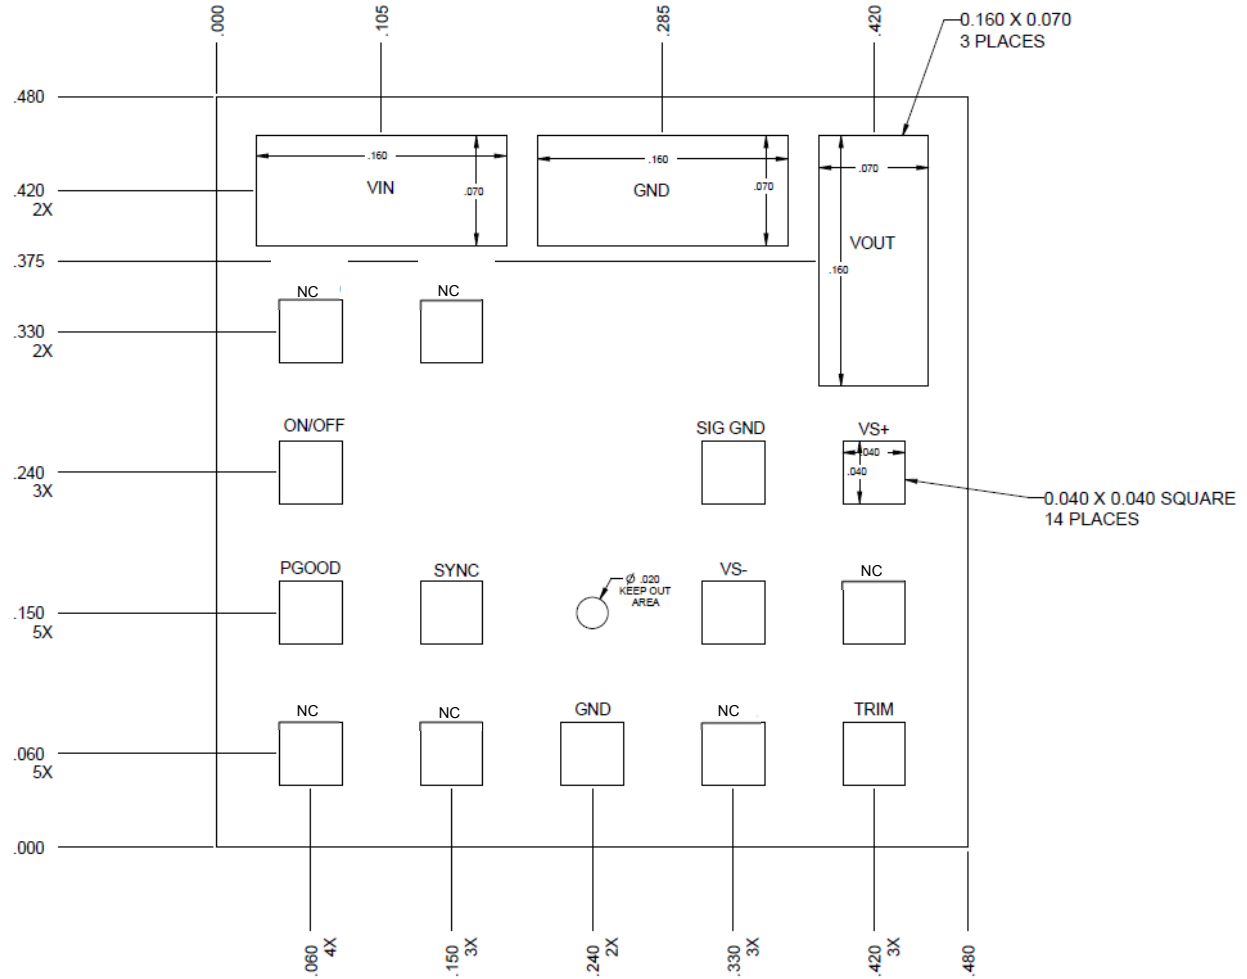 .000
.105
.285
.420
0.160 X 0.070
3 PLACES
.480
.160
.160
.070
.070
.070
.420
2X
VIN
GND
VOUT
.375
.160
NC
NC
.330
2X
ON/OFF
SIG GND
VS+
.040
.040
.240
3X
0.040 X 0.040 SQUARE
14 PLACES
PGOOD
SYNC
Ø .020
KEEP OUT
AREA
VS-
NC
.150
5X
NC
NC
GND
NC
TRIM
.060
5X
.000
.060 4X
.150 3X
.240 2X
.330 3X
.420 3X
.480